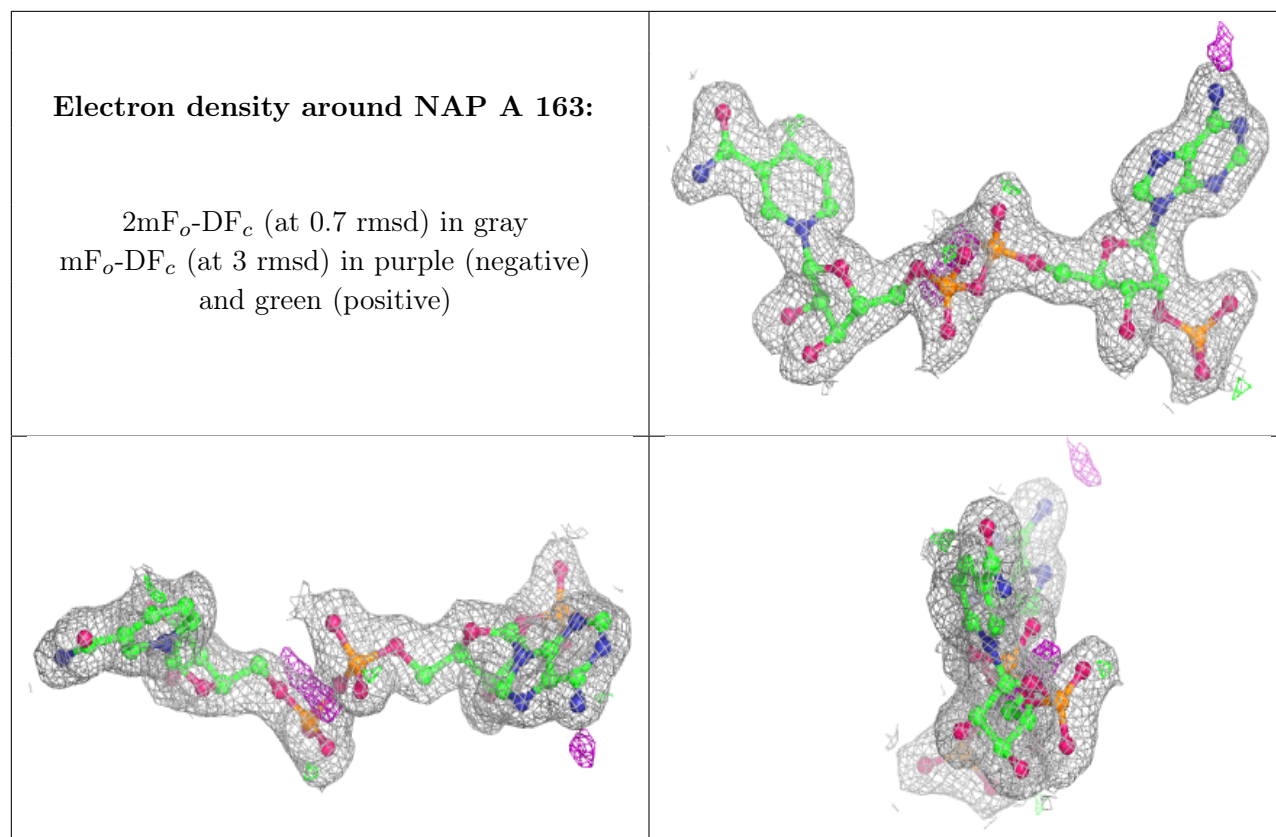 Electron density around NAP A 163:
2mFo-DFc (at 0.7 rmsd) in gray
mFo-DFc (at 3 rmsd) in purple (negative)
and green (positive)